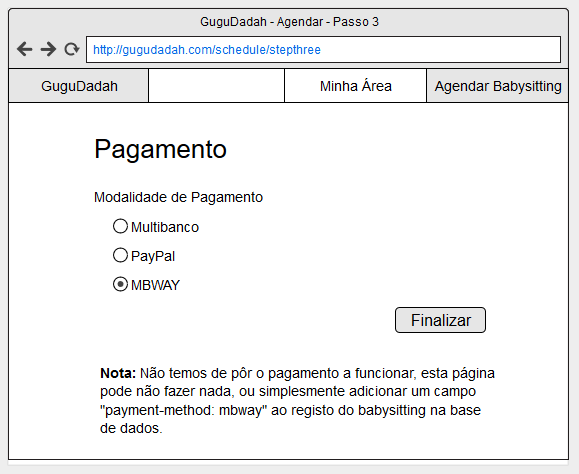 GuguDadah - Agendar - Passo 3
http://gugudadah.com/schedule/stepthree
GuguDadah Minha Área Agendar Babysitting
Pagamento
Modalidade de Pagamento
Multibanco
PayPal
MBWAY
Finalizar
Nota: Não temos de pôr o pagamento a funcionar, esta página
pode não fazer nada, ou simplesmente adicionar um campo
"payment-method: mbway" ao registo do babysitting na base
de dados.